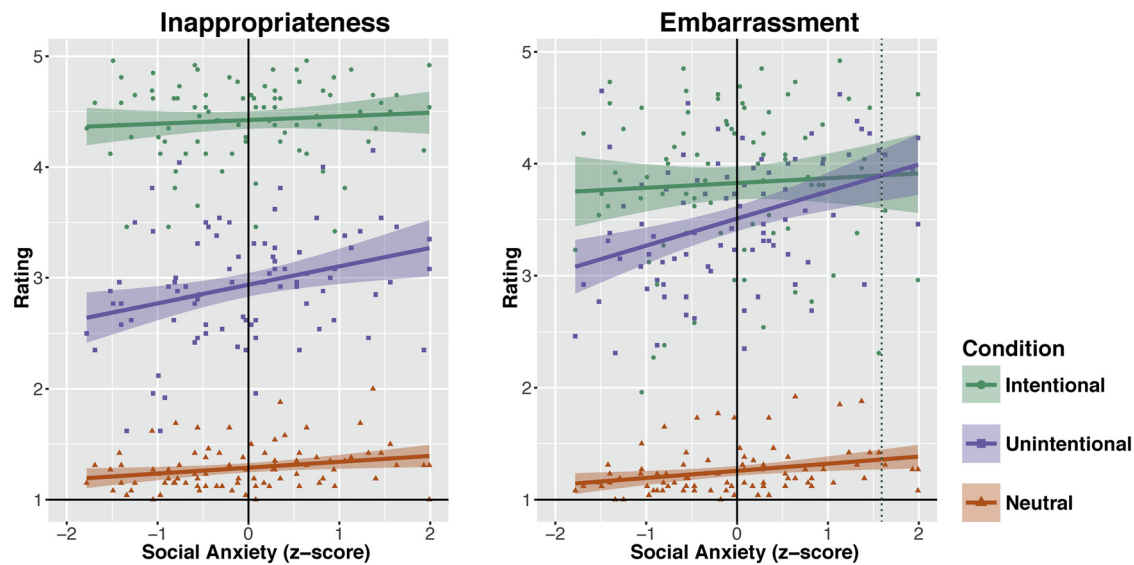 Inappropriateness
Embarrassment
5
4
3
2
1
Rating
−2
−1
0
1
2
Social Anxiety (z−score)
5
4
3
2
1
Rating
−2
−1
0
1
2
Social Anxiety (z−score)
Condition
Intentional
Unintentional
Neutral